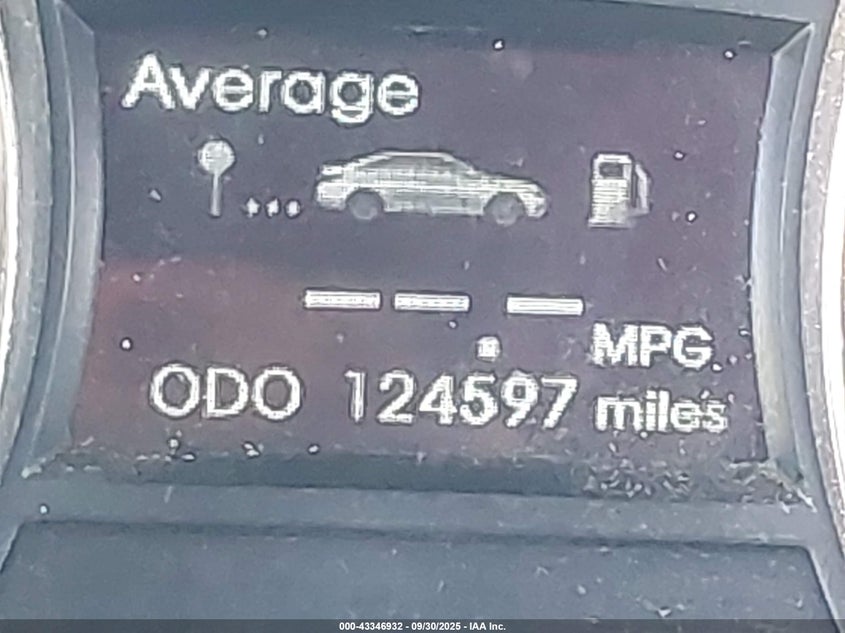 Average
--.- MPG
ODO 124597 miles
000-43346932 - 09/30/2025 - IAA Inc.